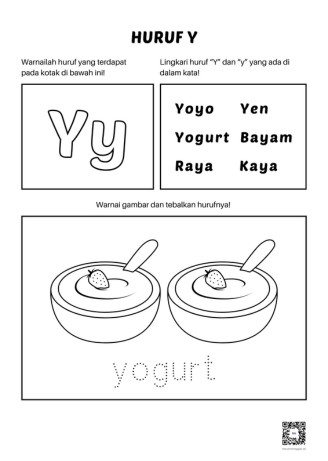 HURUF Y
Warnailah huruf yang terdapat
pada kotak di bawah ini!
Lingkari huruf "Y" dan "y" yang ada di
dalam kata!
Yy
Yoyo Yen
Yogurt Bayam
Raya Kaya
Warnai gambar dan tebalkan hurufnya!
yogurt